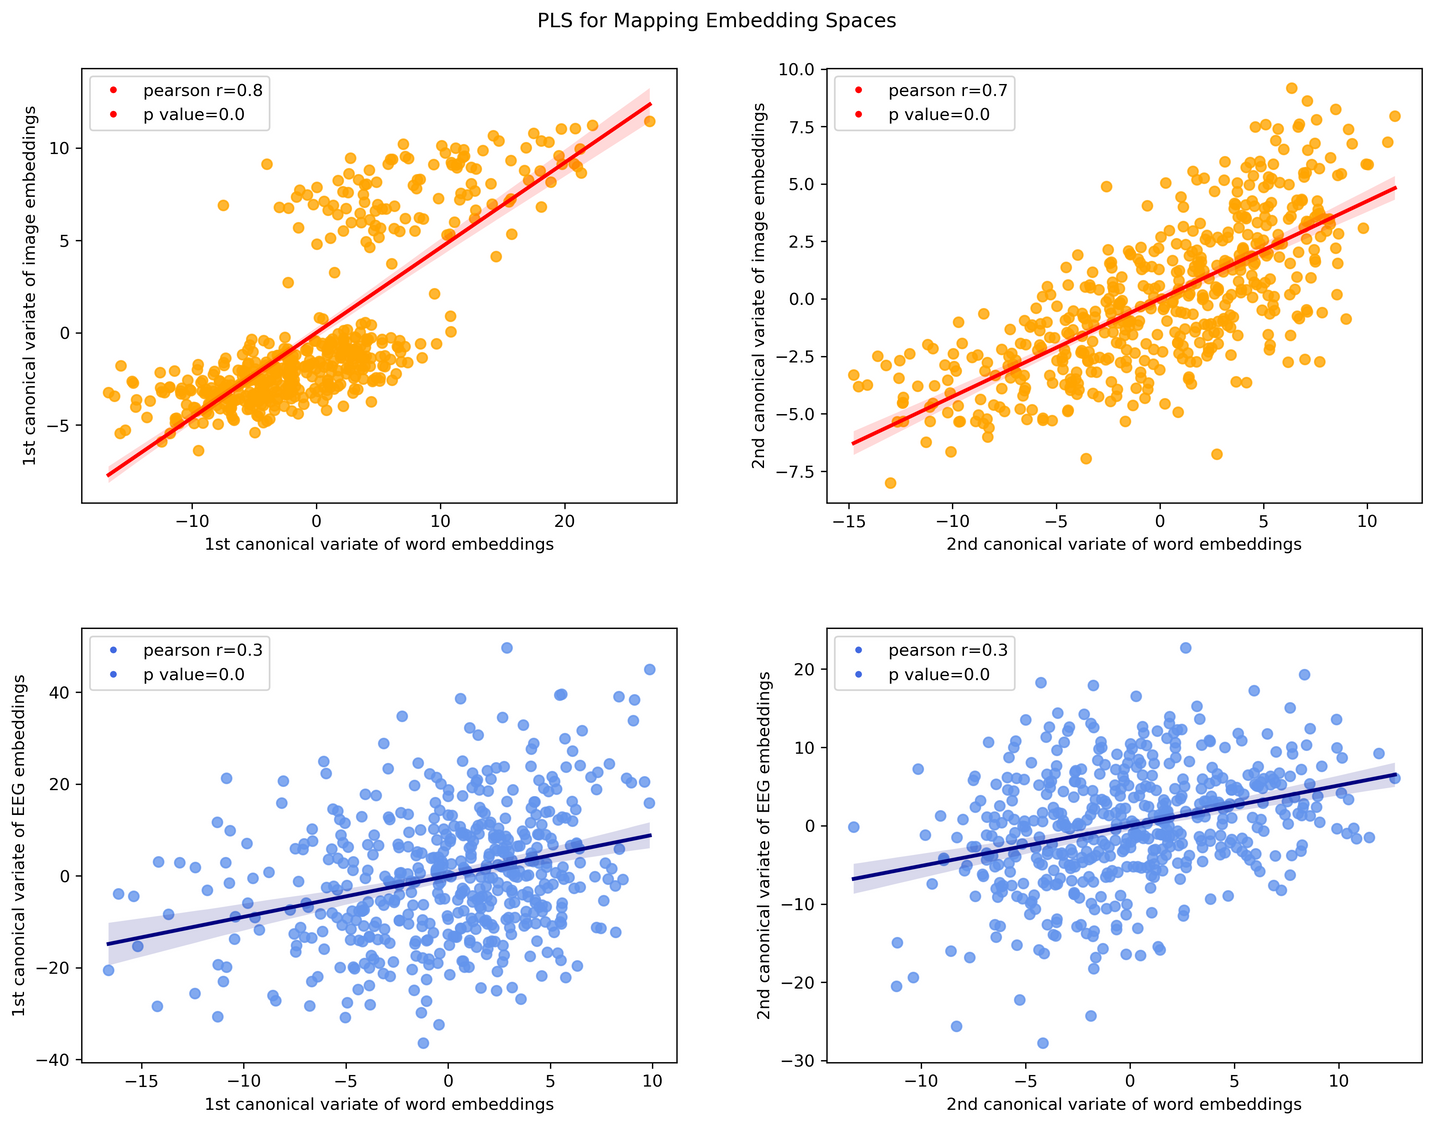 PLS for Mapping Embedding Spaces
pearson r=0.8
p value=0.0
1st canonical variate of image embeddings
10
5
0
−5
−10
0
10
20
1st canonical variate of word embeddings
pearson r=0.7
p value=0.0
2nd canonical variate of image embeddings
10.0
7.5
5.0
2.5
0.0
−2.5
−5.0
−7.5
−15
−10
−5
0
5
10
2nd canonical variate of word embeddings
pearson r=0.3
p value=0.0
1st canonical variate of EEG embeddings
40
20
0
−20
−40
−15
−10
−5
0
5
10
1st canonical variate of word embeddings
pearson r=0.3
p value=0.0
2nd canonical variate of EEG embeddings
20
10
0
−10
−20
−30
−10
−5
0
5
10
2nd canonical variate of word embeddings